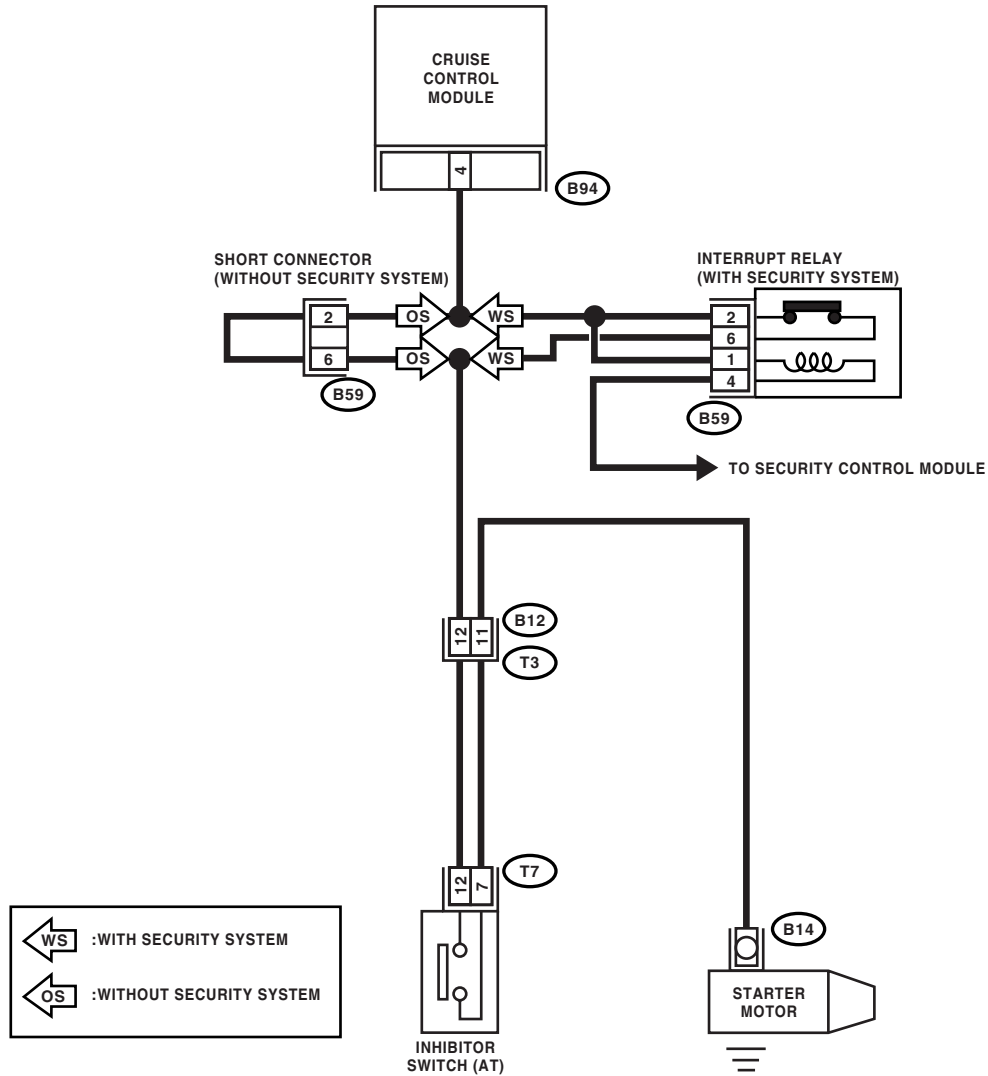 CRUISE
CONTROL
MODULE
4
B94
SHORT CONNECTOR
(WITHOUT SECURITY SYSTEM)
INTERRUPT RELAY
(WITH SECURITY SYSTEM)
2
OS
WS
2
6
6
OS
WS
1
4
B59
B59
TO SECURITY CONTROL MODULE
12
11
B12
T3
12
7
T7
B14
WS :WITH SECURITY SYSTEM
OS :WITHOUT SECURITY SYSTEM
STARTER
MOTOR
INHIBITOR
SWITCH (AT)